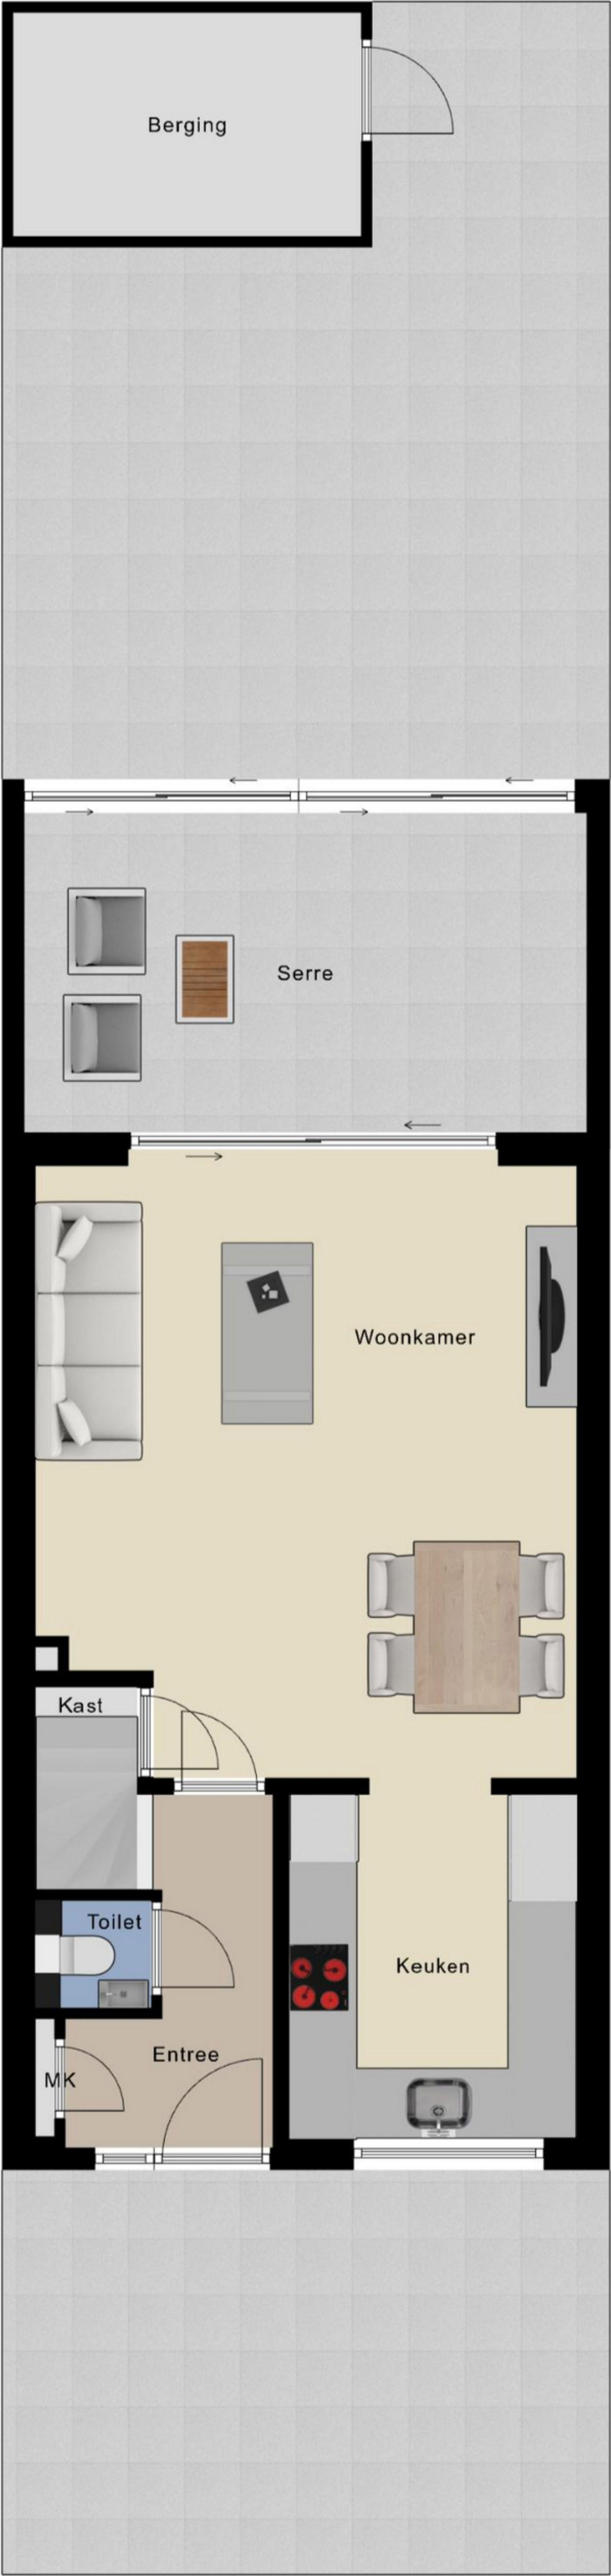 Berging
Serre
Woonkamer
Kast
Toilet
Keuken
Entree
MK